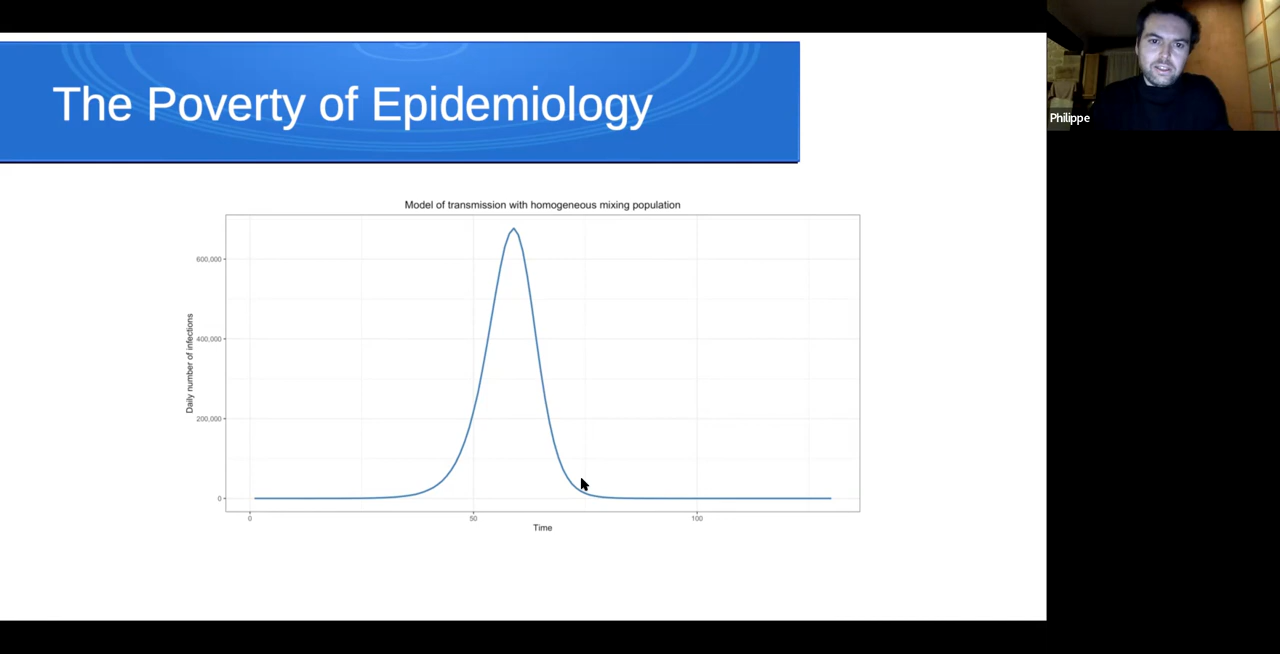 The Poverty of Epidemiology
Philippe
Model of transmission with homogeneous mixing population
Daily number of infections
600,000
400,000
200,000
0
0 50 100
Time